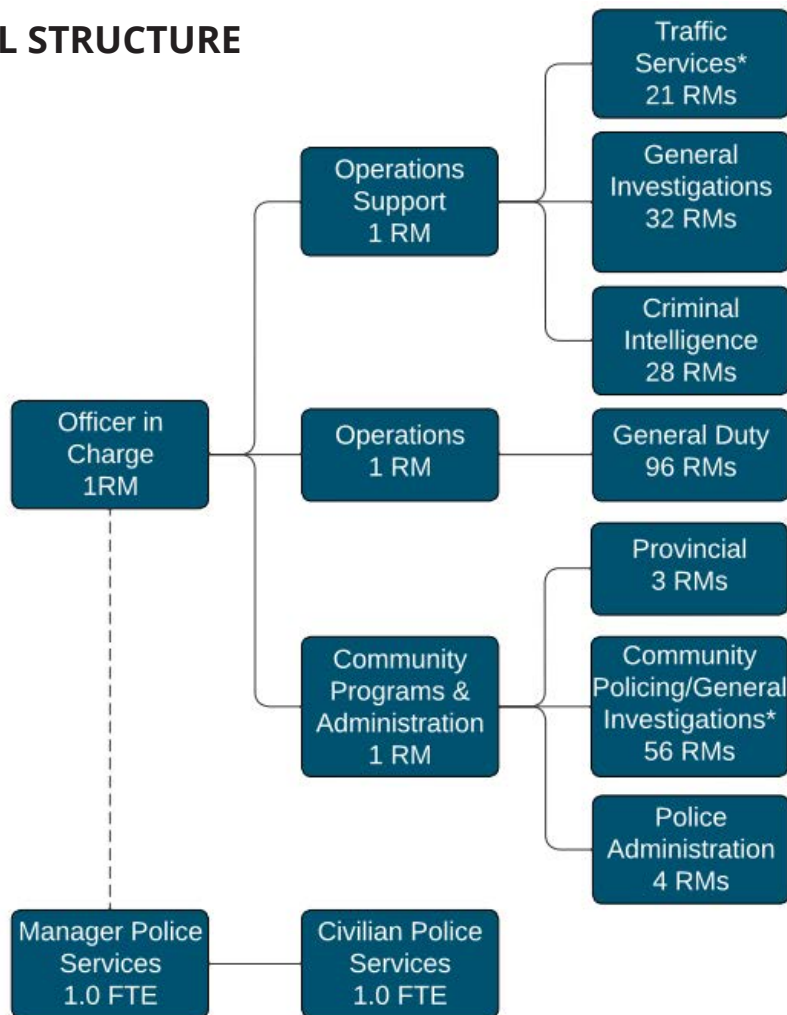 L STRUCTURE
Traffic
Services*
21 RMs
Operations
Support
1 RM
General
Investigations
32 RMs
Criminal
Intelligence
28 RMs
Officer in
Charge
1RM
Operations
1 RM
General Duty
96 RMs
Provincial
3 RMs
Community
Programs &
Administration
1 RM
Community
Policing/General
Investigations*
56 RMs
Police
Administration
4 RMs
Manager Police
Services
1.0 FTE
Civilian Police
Services
1.0 FTE